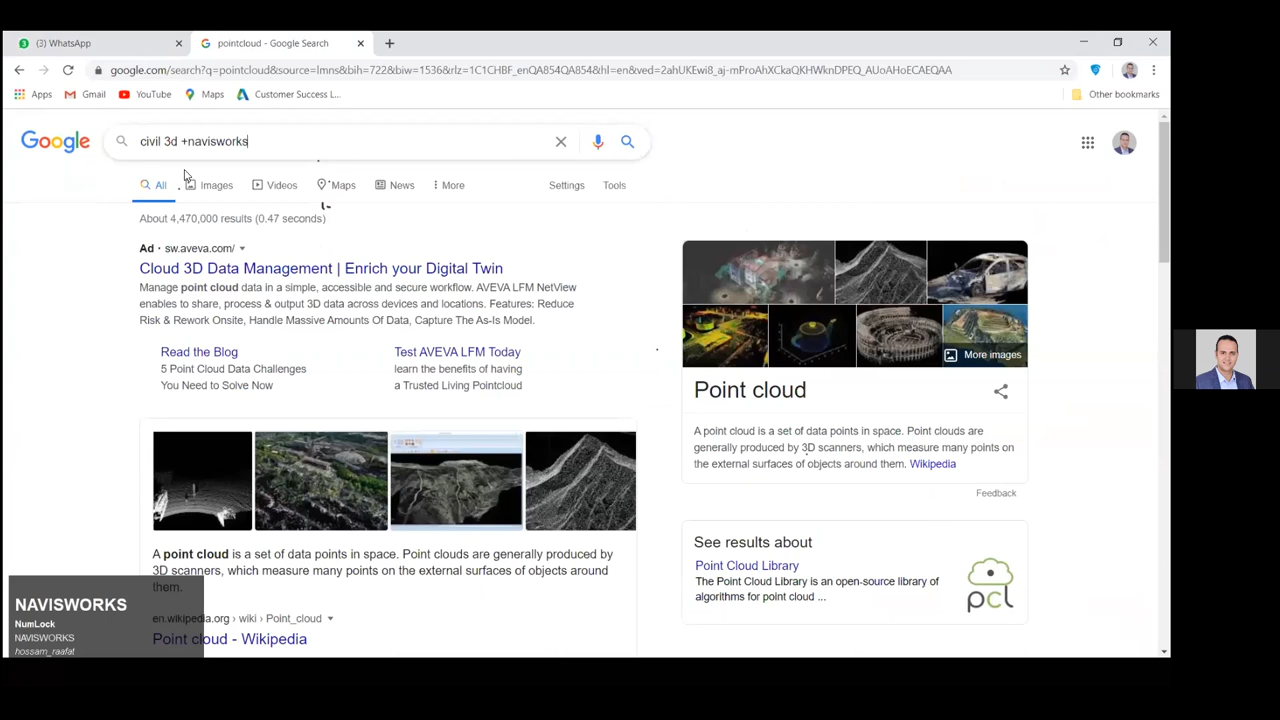 (3) WhatsApp
pointcloud - Google Search
google.com/search?q=pointcloud&source=lmns&bih=722&biw=1536&rlz=1C1CHBF_enQA854QA854&hl=en&ved=2ahUKEwi8_aj-mProAhXCkaQKHWknDPEQ_AUoAHoECAEQAA
Apps
Gmail
YouTube
Maps
Customer Success L...
Other bookmarks
Google
civil 3d +navisworks
All
Images
Videos
Maps
News
More
Settings
Tools
About 4,470,000 results (0.47 seconds)
Ad · sw.aveva.com/
Cloud 3D Data Management | Enrich your Digital Twin
Manage point cloud data in a simple, accessible and secure workflow. AVEVA LFM NetView
enables to share, process & output 3D data across devices and locations. Features: Reduce
Risk & Rework Onsite, Handle Massive Amounts Of Data, Capture The As-Is Model.
Read the Blog
5 Point Cloud Data Challenges
You Need to Solve Now
Test AVEVA LFM Today
learn the benefits of having
a Trusted Living Pointcloud
A point cloud is a set of data points in space. Point clouds are generally produced by
3D scanners, which measure many points on the external surfaces of objects around
them.
en.wikipedia.org › wiki › Point_cloud
Point cloud - Wikipedia
More images
Point cloud
A point cloud is a set of data points in space. Point clouds are
generally produced by 3D scanners, which measure many points on
the external surfaces of objects around them. Wikipedia
Feedback
See results about
Point Cloud Library
The Point Cloud Library is an open-source library of
algorithms for point cloud ...
pcl
NAVISWORKS
NumLock
NAVISWORKS
hossam_raafat